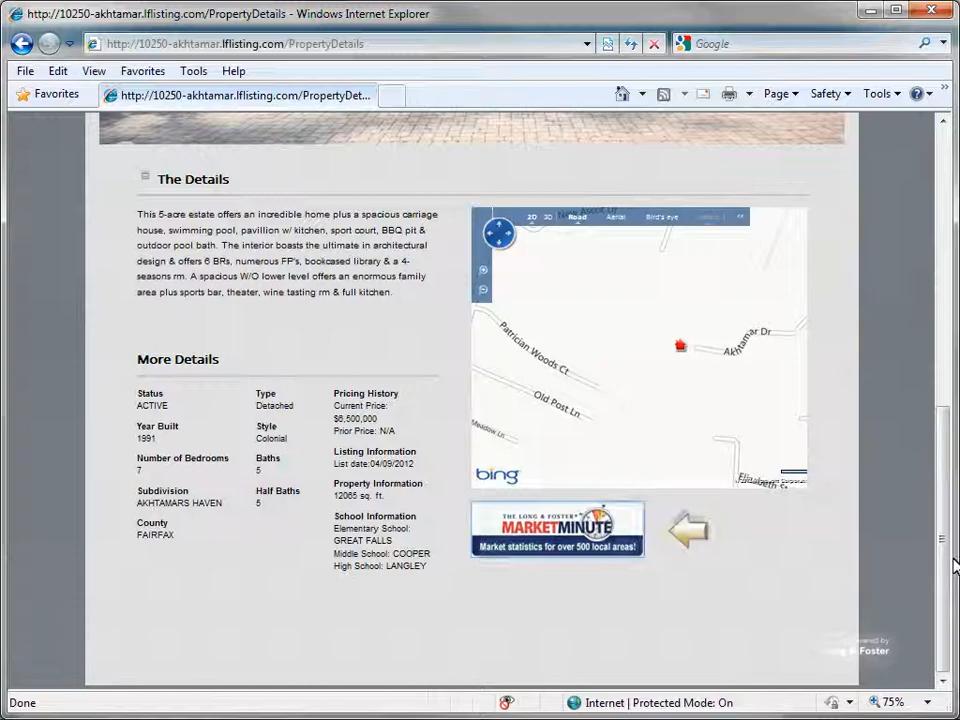 http://10250-akhtamar.lflisting.com/PropertyDetails - Windows Internet Explorer
http://10250-akhtamar.lflisting.com/PropertyDetails
Google
File Edit View Favorites Tools Help
Favorites
http://10250-akhtamar.lflisting.com/PropertyDet...
Page Safety Tools
The Details
This 5-acre estate offers an incredible home plus a spacious carriage
house, swimming pool, pavillion w/ kitchen, sport court, BBQ pit &
outdoor pool bath. The interior boasts the ultimate in architectural
design & offers 6 BRs, numerous FP's, bookcased library & a 4-
seasons rm. A spacious W/O lower level offers an enormous family
area plus sports bar, theater, wine tasting rm & full kitchen.
2D 3D Road Aerial Bird's eye
Patrician Woods Ct
Akhtamar Dr
Old Post Ln
Meadow Ln
Elizabeth
bing
More Details
Status
ACTIVE
Year Built
1991
Number of Bedrooms
7
Subdivision
AKHTAMARS HAVEN
County
FAIRFAX
Type
Detached
Style
Colonial
Baths
5
Half Baths
5
Pricing History
Current Price:
$6,500,000
Prior Price: N/A
Listing Information
List date:04/09/2012
Property Information
12065 sq. ft.
School Information
Elementary School:
GREAT FALLS
Middle School: COOPER
High School: LANGLEY
THE LONG & FOSTER
MARKETMINUTE
Market statistics for over 500 local areas!
powered by
& Foster
Done
Internet | Protected Mode: On
75%